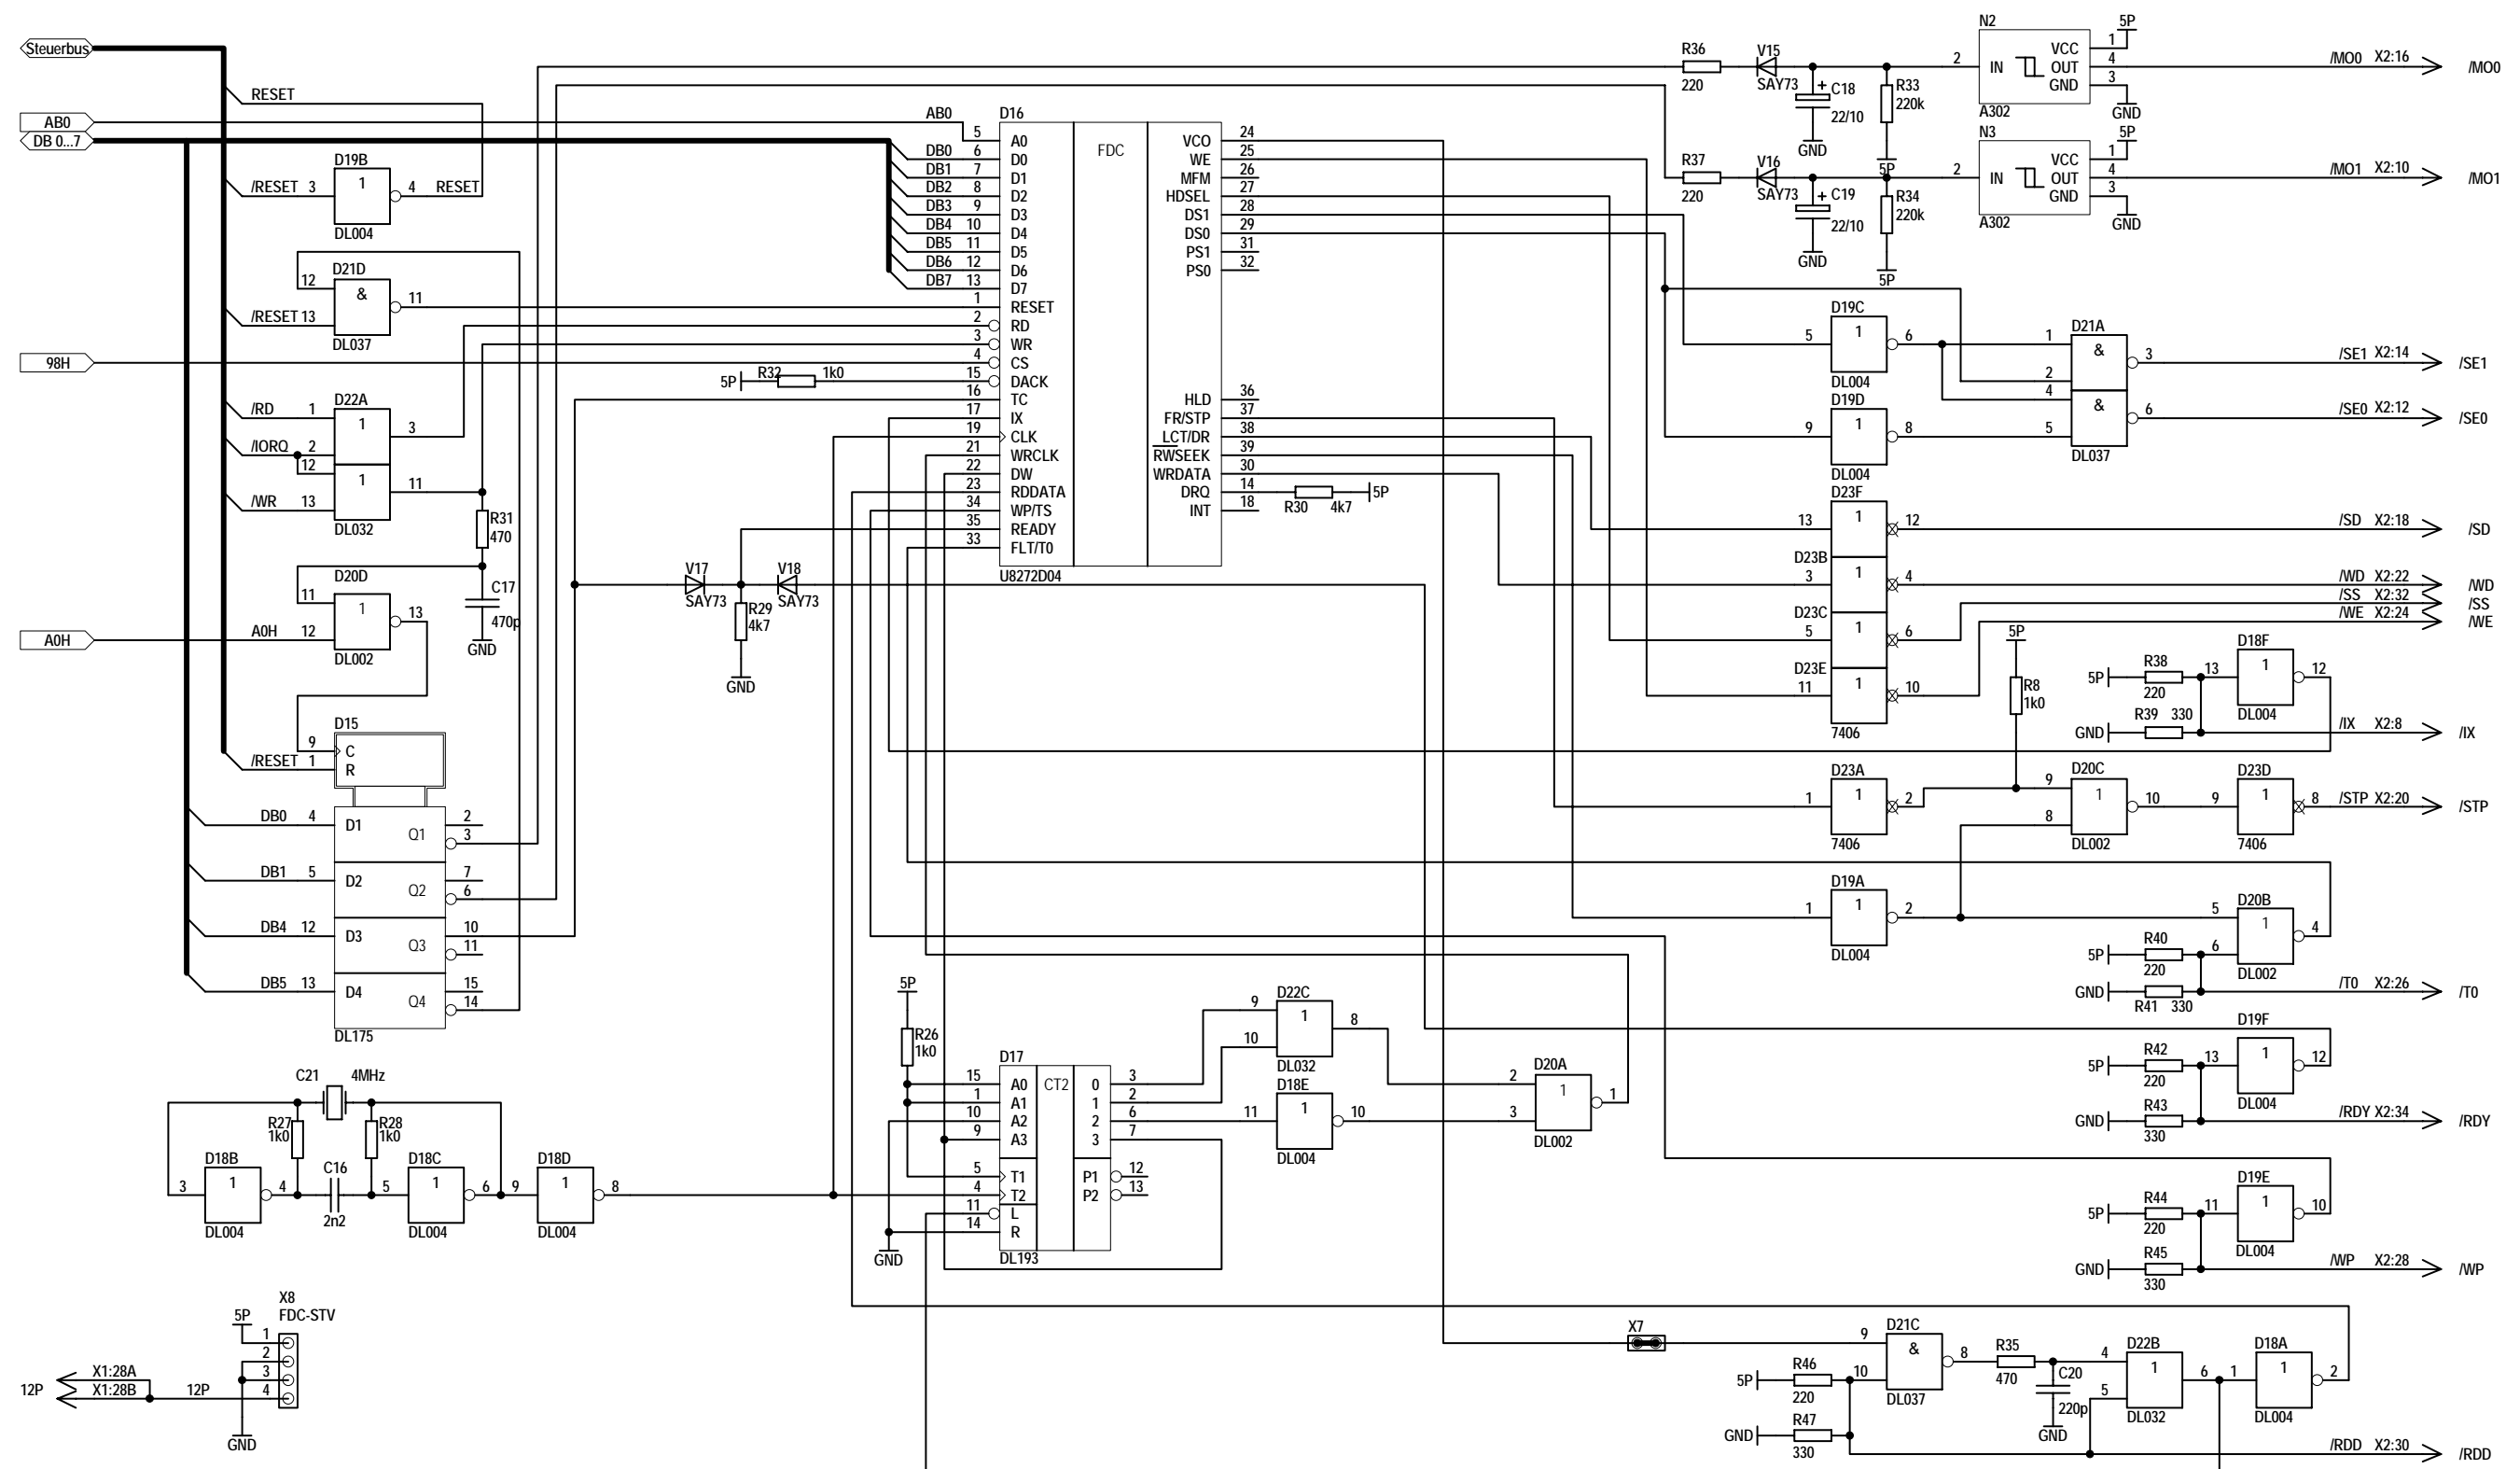 Steuerbus
RESET
AB0
DB 0...7
/RESET 3
D19B
1
4 RESET
DL004
12
D21D
&
11
/RESET 13
DL037
98H
/RD 1
D22A
1
3
/IORQ 2
12
1
11
/WR 13
DL032
R31
470
D20D
11
1
13
C17
470p
GND
A0H
A0H 12
DL002
D15
9 C
/RESET 1 R
DB0 4 D1 Q1 2
3
DB1 5 D2 Q2 7
6
DB4 12 D3 Q3 10
11
DB5 13 D4 Q4 15
14
DL175
C21 4MHz
R27
1k0
R28
1k0
D18B
3 1 4
DL004
C16
2n2
D18C
5 1 6
DL004
D18D
9 1 8
DL004
X8
FDC-STV
5P
1
2
3
4
12P
X1:28A
X1:28B
12P
GND
D16
AB0
FDC
5 A0
DB0 6 D0
DB1 7 D1
DB2 8 D2
DB3 9 D3
DB4 10 D4
DB5 11 D5
DB6 12 D6
DB7 13 D7
1 RESET
2 RD
3 WR
4 CS
5P R32 1k0
15 DACK
16 TC
17 IX
19 CLK
21 WRCLK
22 DW
23 RDDATA
34 WP/TS
35 READY
33 FLT/T0
U8272D04
VCO 24
WE 25
MFM 26
HDSEL 27
DS1 28
DS0 29
PS1 31
PS0 32
HLD 36
FR/STP 37
LCT/DR 38
RWSEEK 39
WRDATA 30
DRQ 14
INT 18
R30 4k7
5P
V17
SAY73
V18
SAY73
R29
4k7
GND
5P
R26
1k0
D17
CT2
15 A0 0 3
1 A1 1 2
10 A2 2 6
9 A3 3 7
5 T1 P1 12
4 T2 P2 13
11 L
14 R
DL193
GND
D22C
9
10
1
8
DL032
D18E
11 1 10
DL004
D20A
2
3
1
1
DL002
R36
220
V15
SAY73
+ C18
22/10
GND
R33
220k
5P
N2
2 IN
VCC 1
OUT 4
GND 3
A302
5P
GND
/MO0 X2:16
/MO0
R37
220
V16
SAY73
+ C19
22/10
GND
R34
220k
5P
N3
2 IN
VCC 1
OUT 4
GND 3
A302
5P
GND
/MO1 X2:10
/MO1
D19C
5 1 6
DL004
D21A
1
2
&
3
4
5
&
6
DL037
/SE1 X2:14
/SE1
D19D
9 1 8
DL004
/SE0 X2:12
/SE0
D23F
13 1 12
/SD X2:18
/SD
D23B
3 1 4
/WD X2:22
/WD
D23C
5 1 6
/SS X2:32
/SS
D23E
11 1 10
7406
/WE X2:24
/WE
5P
R8
1k0
5P
R38
220
13
D18F
1
12
DL004
GND
R39 330
/IX X2:8
/IX
D23A
1 1 2
7406
D20C
9
8
1
10
DL002
D23D
9 1 8
7406
/STP X2:20
/STP
D19A
1 1 2
DL004
D20B
5
6
1
4
DL002
5P
R40
220
GND
R41 330
/T0 X2:26
/T0
D19F
13 1 12
DL004
5P
R42
220
GND
R43
330
/RDY X2:34
/RDY
D19E
11 1 10
DL004
5P
R44
220
GND
R45
330
/WP X2:28
/WP
X7
D21C
9
10
&
8
DL037
5P
R46
220
GND
R47
330
R35
470
C20
220p
GND
D22B
4
5
1
6
DL032
D18A
1 1 2
DL004
/RDD X2:30
/RDD